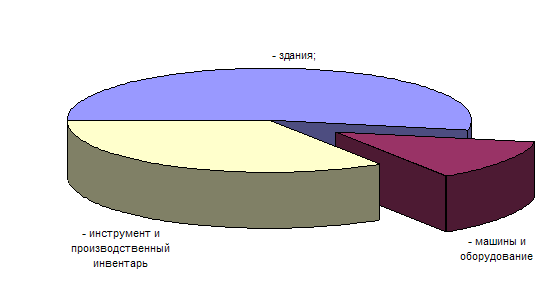 - здания;
- инструмент и
производственный
инвентарь
- машины и
оборудование